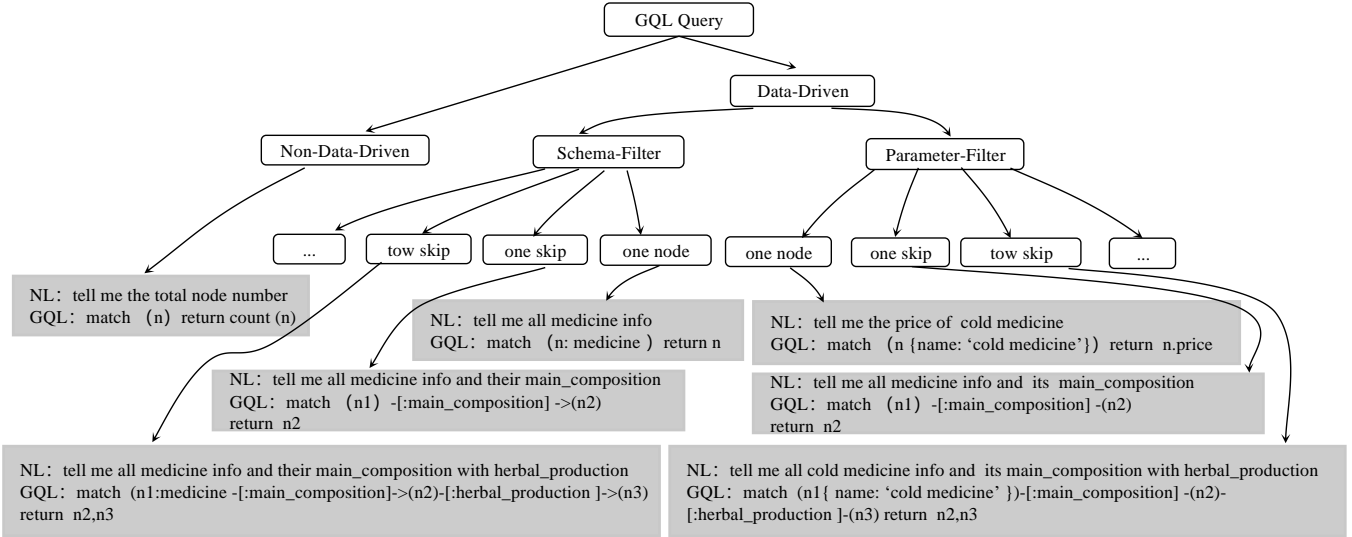 GQL Query
Data-Driven
Non-Data-Driven
Schema-Filter
Parameter-Filter
...
tow skip
one skip
one node
one node
one skip
tow skip
...
NL：tell me the total node number
GQL：match （n) return count (n)
NL：tell me all medicine info
GQL：match （n: medicine ) return n
NL：tell me the price of cold medicine
GQL：match （n {name: ‘cold medicine’}) return n.price
NL：tell me all medicine info and their main_composition
GQL：match （n1) -[:main_composition] ->(n2)
return n2
NL：tell me all medicine info and its main_composition
GQL：match （n1) -[:main_composition] -(n2)
return n2
NL：tell me all medicine info and their main_composition with herbal_production
GQL：match (n1:medicine -[:main_composition]->(n2)-[:herbal_production ]->(n3)
return n2,n3
NL：tell me all cold medicine info and its main_composition with herbal_production
GQL：match (n1{ name: ‘cold medicine’ })-[:main_composition] -(n2)-
[:herbal_production ]-(n3) return n2,n3